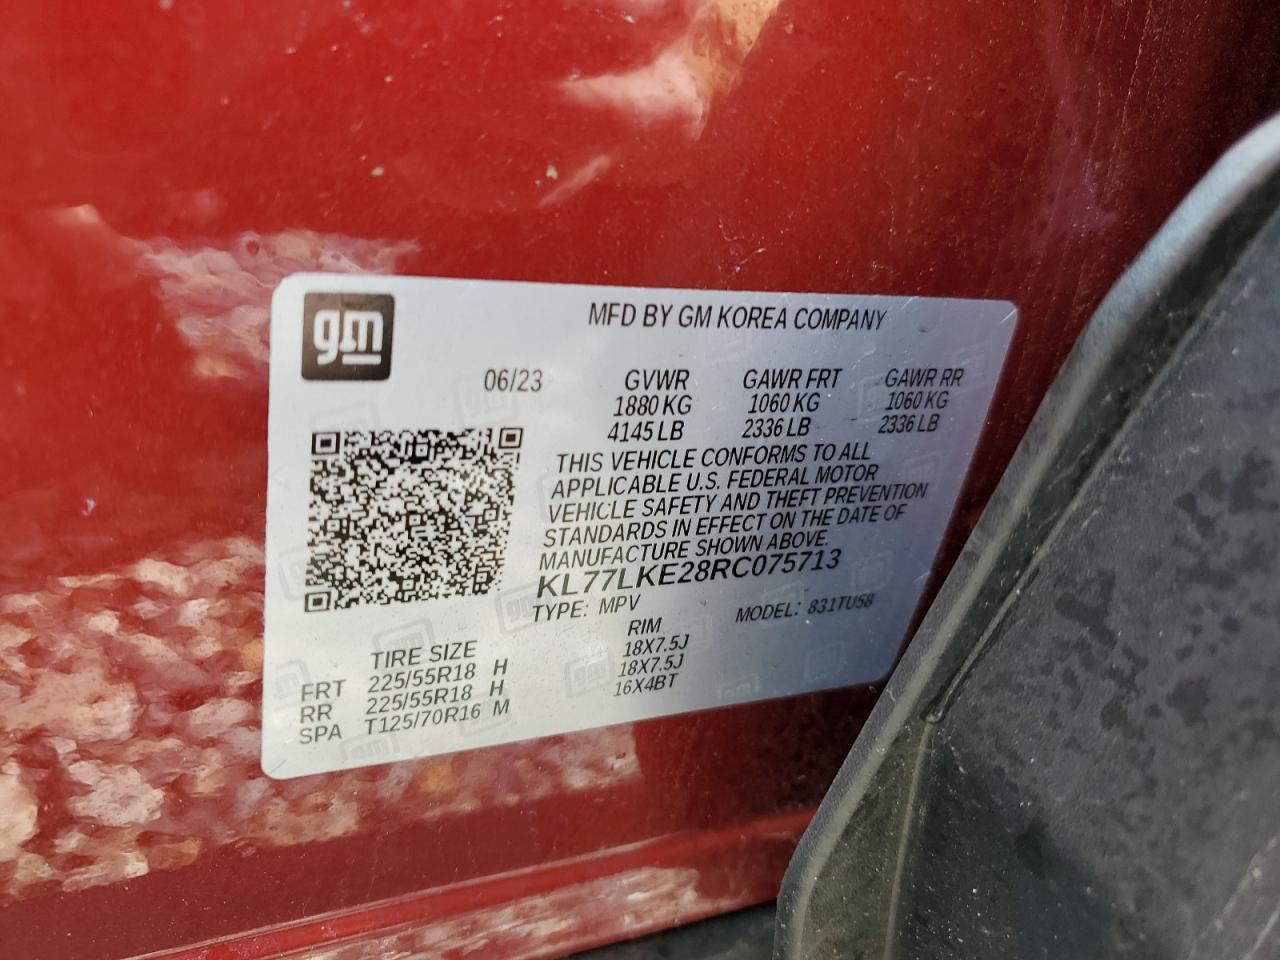 gm
MFD BY GM KOREA COMPANY
06/23 GVWR GAWR FRT GAWR RR
1880 KG 1060 KG 1060 KG
4145 LB 2336 LB 2336 LB
THIS VEHICLE CONFORMS TO ALL
APPLICABLE U.S. FEDERAL MOTOR
VEHICLE SAFETY AND THEFT PREVENTION
STANDARDS IN EFFECT ON THE DATE OF
MANUFACTURE SHOWN ABOVE.
KL77LKE28RC075713
TYPE: MPV MODEL: 831TU58
TIRE SIZE RIM
FRT 225/55R18 H 18X7.5J
RR 225/55R18 H 18X7.5J
SPA T125/70R16 M 16X4BT